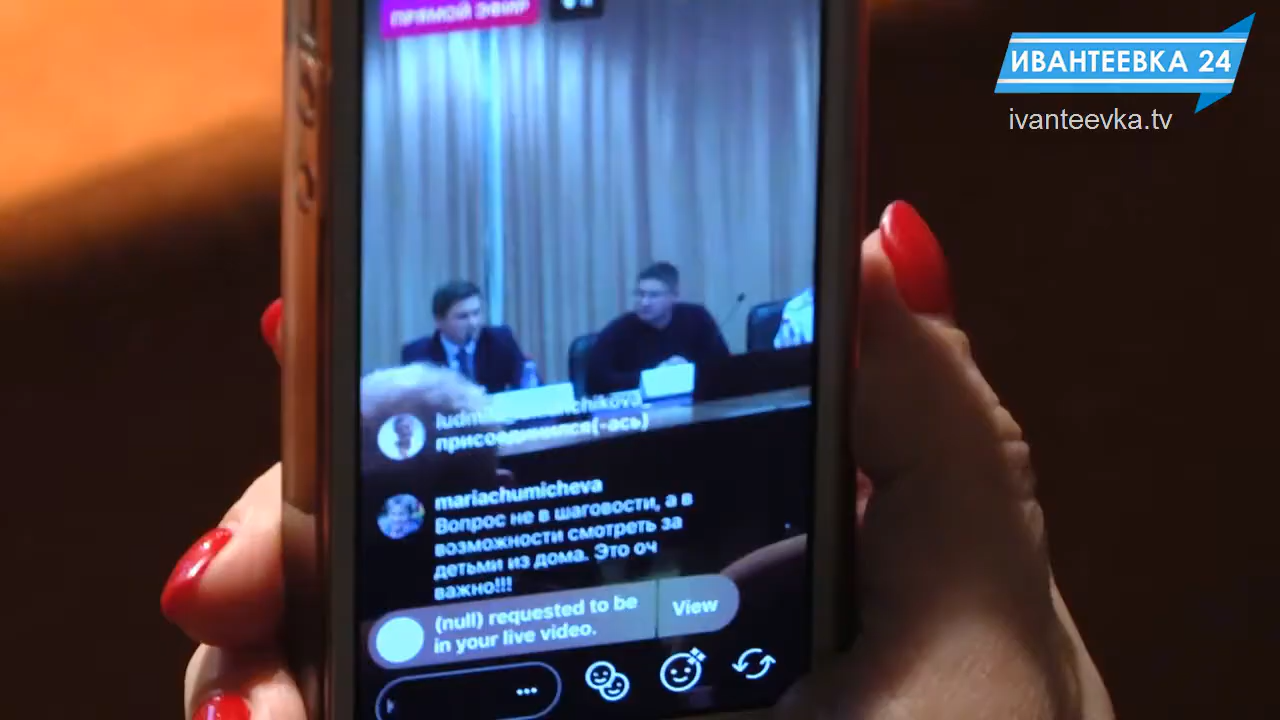 ПРЯМОЙ ЭФИР
ИВАНТЕЕВКА 24
ivanteevka.tv
присоединился(-ась)
mariachumicheva
Вопрос не в шаговости, а в
возможности смотреть за
детьми из дома. Это оч
важно!!!
(null) requested to be
in your live video.
View